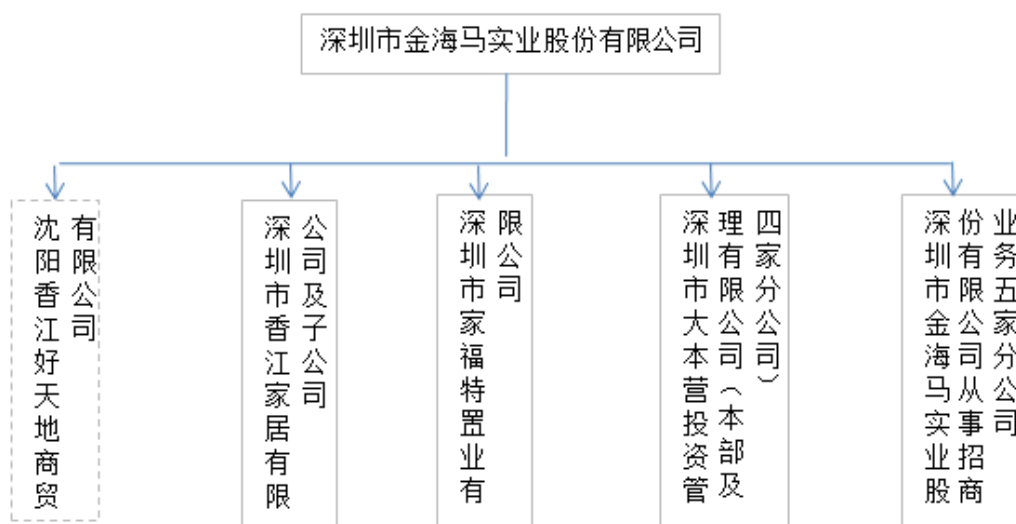 深圳市金海马实业股份有限公司
沈阳香江好天地商贸
有限公司
深圳市香江家居有限
公司及子公司
深圳市家福特置业有
限公司
深圳市大本营投资管
理有限公司（本部及
四家分公司）
深圳市金海马实业股
份有限公司从事招商
业务五家分公司